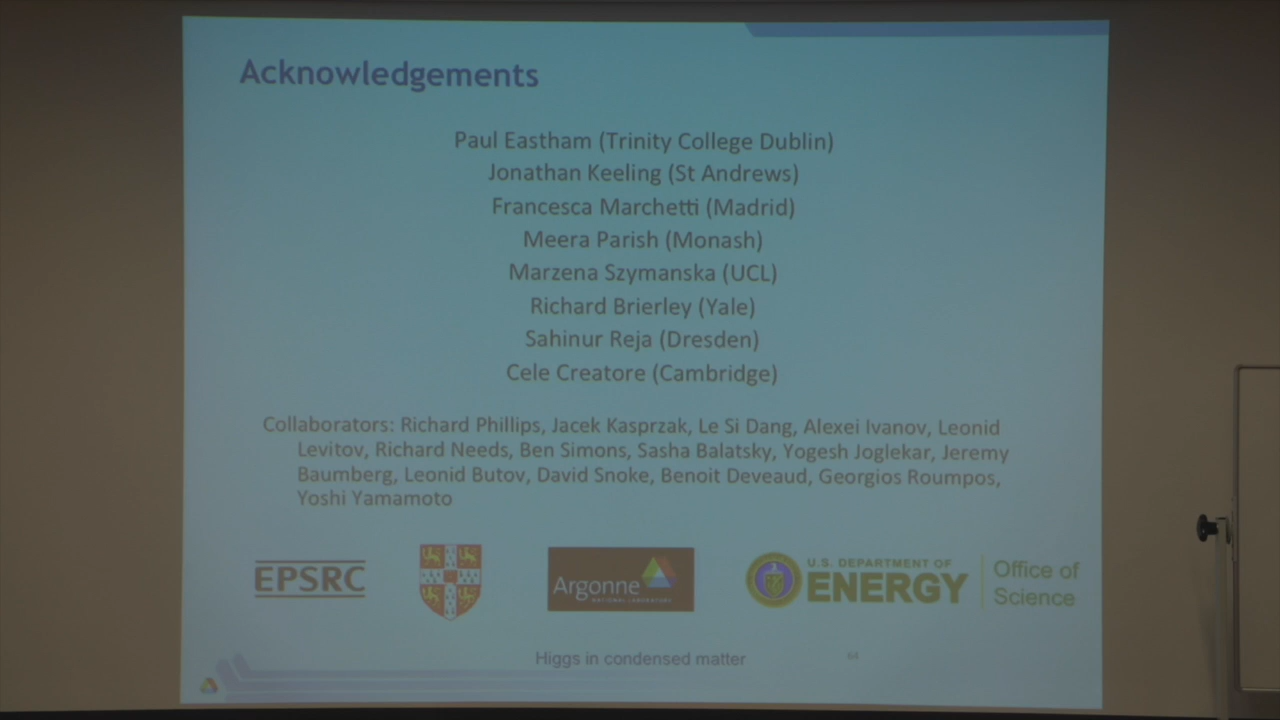 Acknowledgements
Paul Eastham (Trinity College Dublin)
Jonathan Keeling (St Andrews)
Francesca Marchetti (Madrid)
Meera Parish (Monash)
Marzena Szymanska (UCL)
Richard Brierley (Yale)
Sahinur Reja (Dresden)
Cele Creatore (Cambridge)
Collaborators: Richard Phillips, Jacek Kasprzak, Le Si Dang, Alexei Ivanov, Leonid
Levitov, Richard Needs, Ben Simons, Sasha Balatsky, Yogesh Joglekar, Jeremy
Baumberg, Leonid Butov, David Snoke, Benoit Deveaud, Georgios Roumpos,
Yoshi Yamamoto
EPSRC
Argonne
NATIONAL LABORATORY
U.S. DEPARTMENT OF
ENERGY
Office of
Science
Higgs in condensed matter